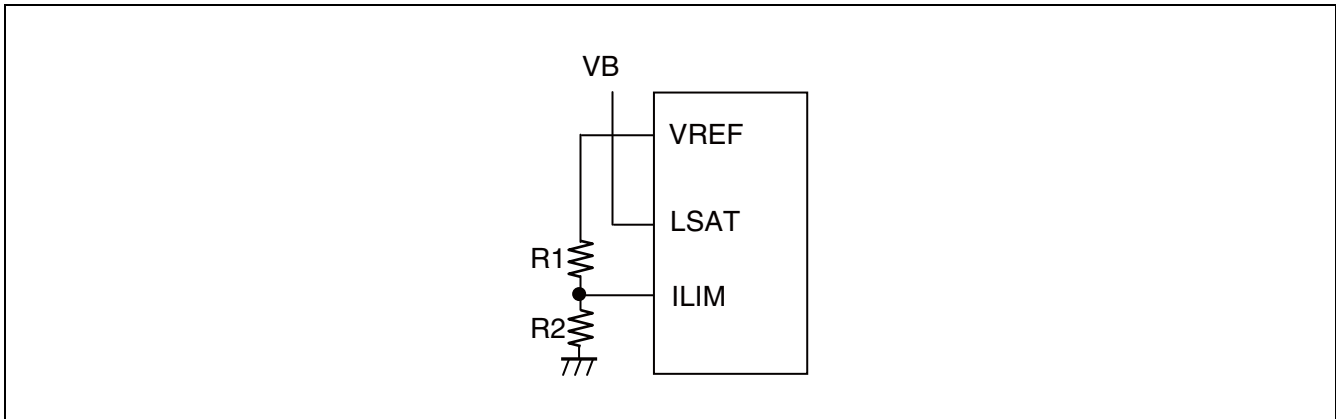 VB
VREF
LSAT
R1
ILIM
R2